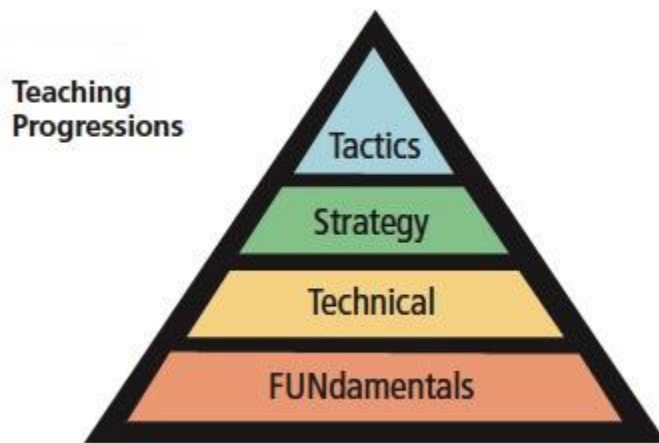 Teaching
Progressions
Tactics
Strategy
Technical
FUNdamentals